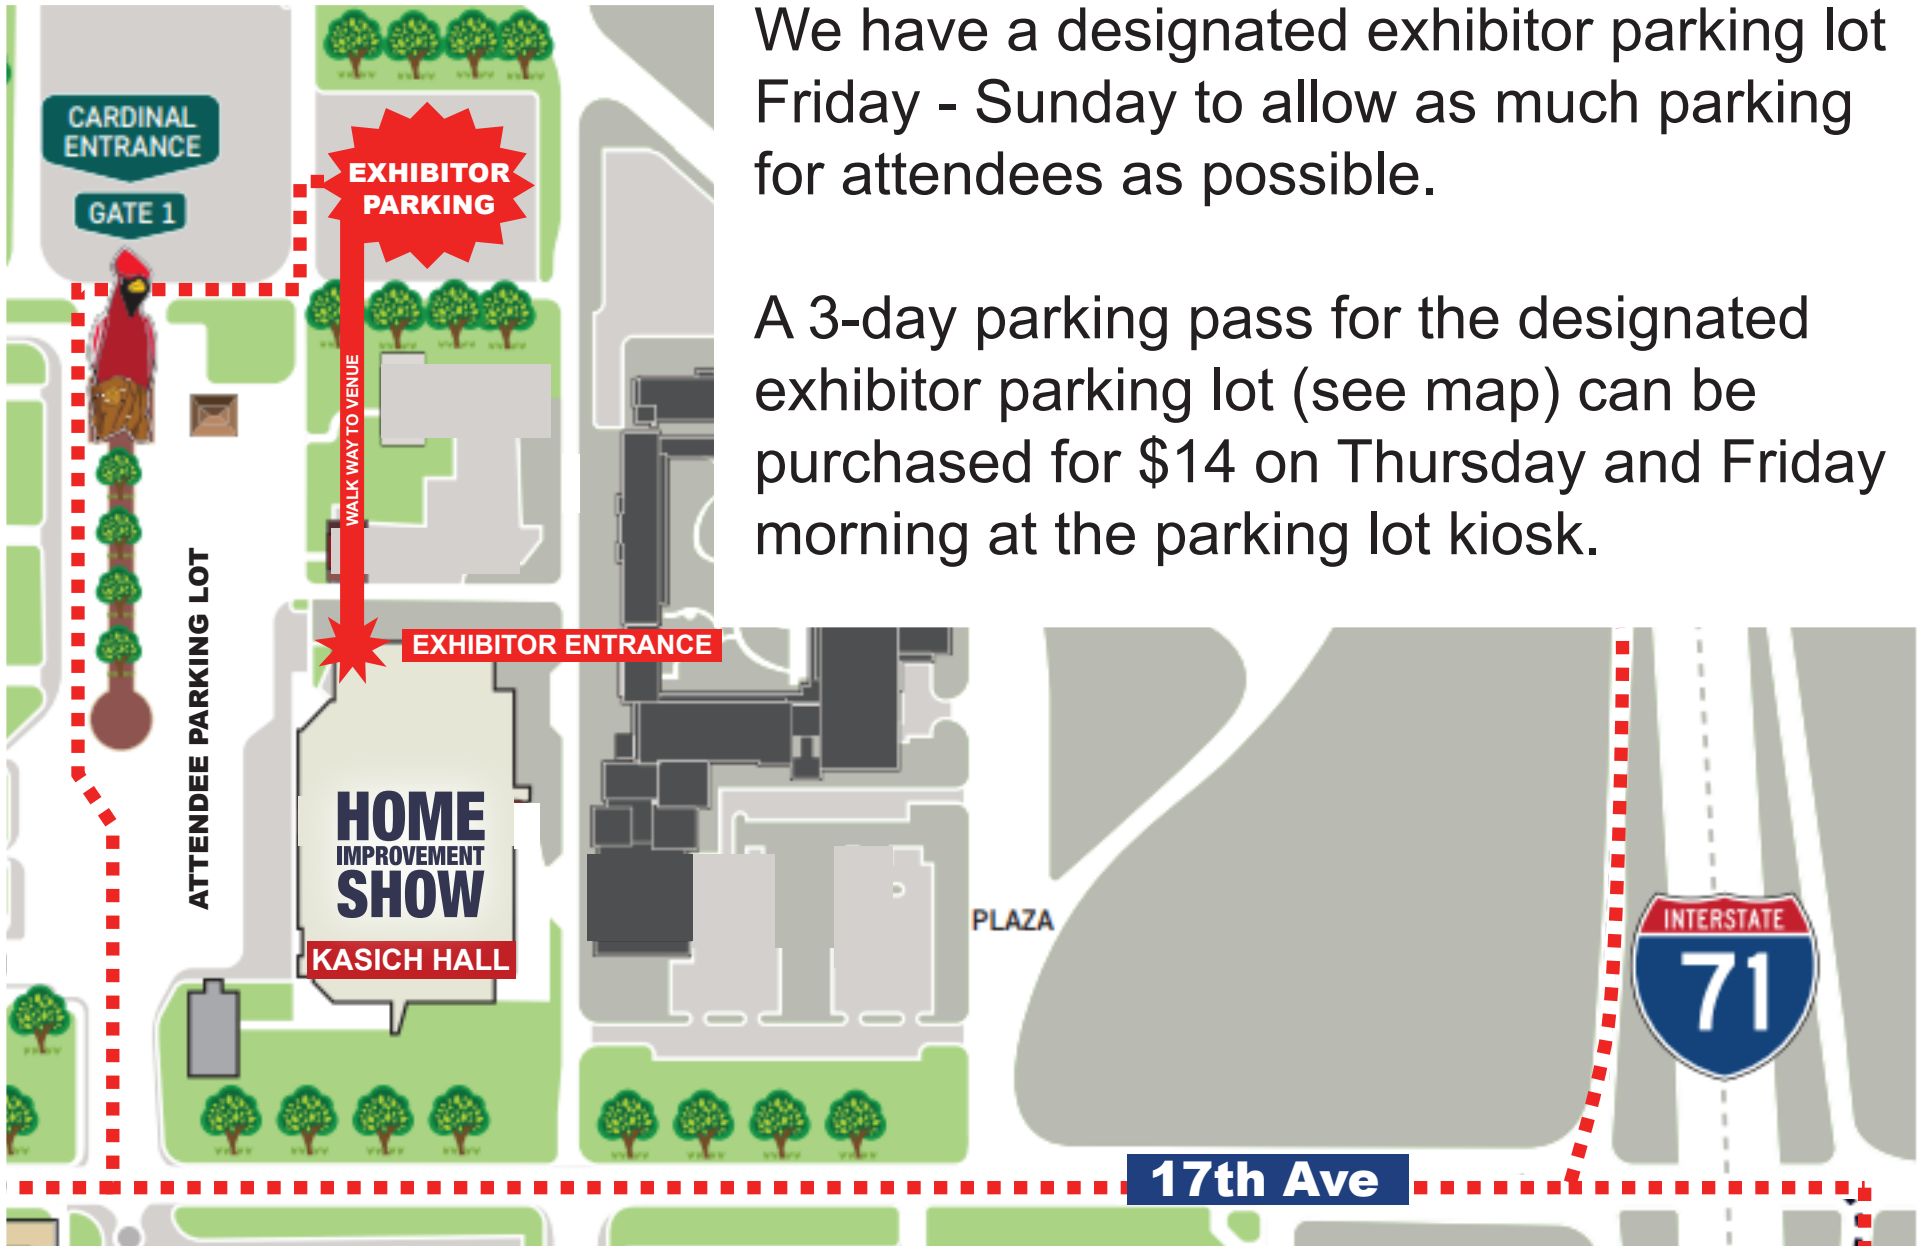 We have a designated exhibitor parking lot
Friday - Sunday to allow as much parking
for attendees as possible.
A 3-day parking pass for the designated
exhibitor parking lot (see map) can be
purchased for $14 on Thursday and Friday
morning at the parking lot kiosk.
CARDINAL
ENTRANCE
GATE 1
EXHIBITOR
PARKING
WALK WAY TO VENUE
ATTENDEE PARKING LOT
EXHIBITOR ENTRANCE
HOME
IMPROVEMENT
SHOW
KASICH HALL
PLAZA
INTERSTATE
71
17th Ave